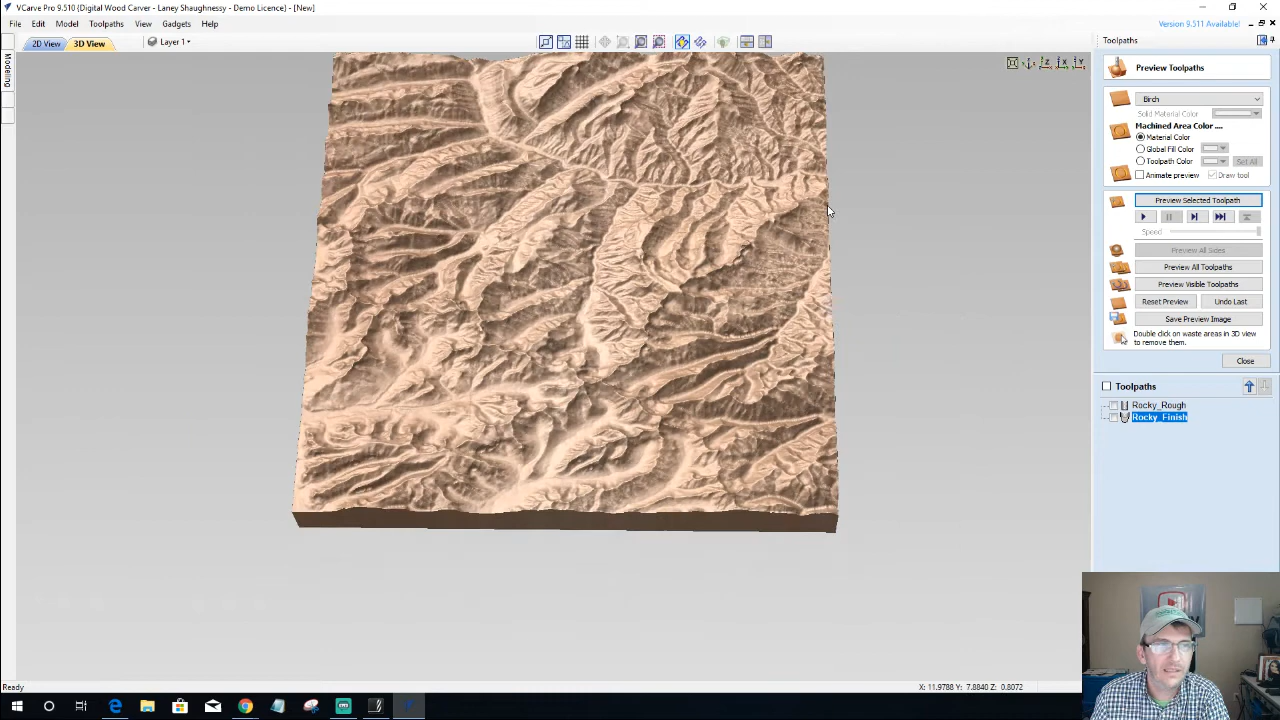 VCarve Pro 9.510 {Digital Wood Carver - Laney Shaughnessy - Demo Licence} - [New]
File Edit Model Toolpaths View Gadgets Help
Version 9.511 Available!
2D View 3D View Layer 1
Toolpaths
Modeling
Preview Toolpaths
Birch
Solid Material Color
Machined Area Color ....
Material Color
Global Fill Color
Toolpath Color Set All
Animate preview Draw tool
Preview Selected Toolpath
Speed
Preview All Sides
Preview All Toolpaths
Preview Visible Toolpaths
Reset Preview Undo Last
Save Preview Image
Double click on waste areas in 3D view
to remove them.
Close
Toolpaths
Rocky_Rough
Rocky_Finish
Ready
X: 11.9788 Y: 7.8840 Z: 0.8072